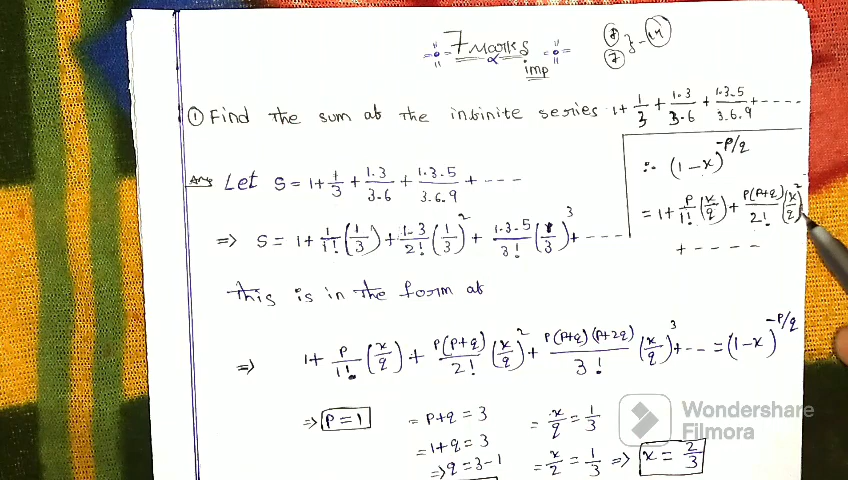 7 Marks
imp
8
7 } - 14
① Find the sum at the infinite series 1+ 1/3 + 1·3/3·6 + 1·3·5/3·6·9 + ----
Ans Let S = 1 + 1/3 + 1·3/3·6 + 1·3·5/3·6·9 + ---
⇒ S = 1 + 1/1! (1/3) + 1·3/2! (1/3)² + 1·3·5/3! (1/3)³ + ----
∴ (1-x)^-P/q
= 1 + P/1! (x/q) + P(P+q)/2! (x/q)²
+ ----
This is in the form at
⇒ 1 + P/1! (x/q) + P(P+q)/2! (x/q)² + P(P+q)(P+2q)/3! (x/q)³ + --- = (1-x)^-P/q
⇒ P = 1 = P+q = 3 = x/q = 1/3
= 1+q = 3
⇒ q = 3-1 = x/2 = 1/3 ⇒ x = 2/3
Wondershare
Filmora